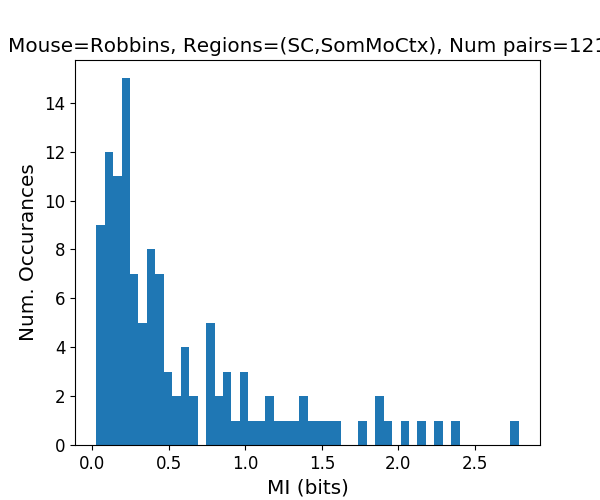 Mouse=Robbins, Regions=(SC,SomMoCtx), Num pairs=121
Num. Occurances
14
12
10
8
6
4
2
0
0.0 0.5 1.0 1.5 2.0 2.5
MI (bits)